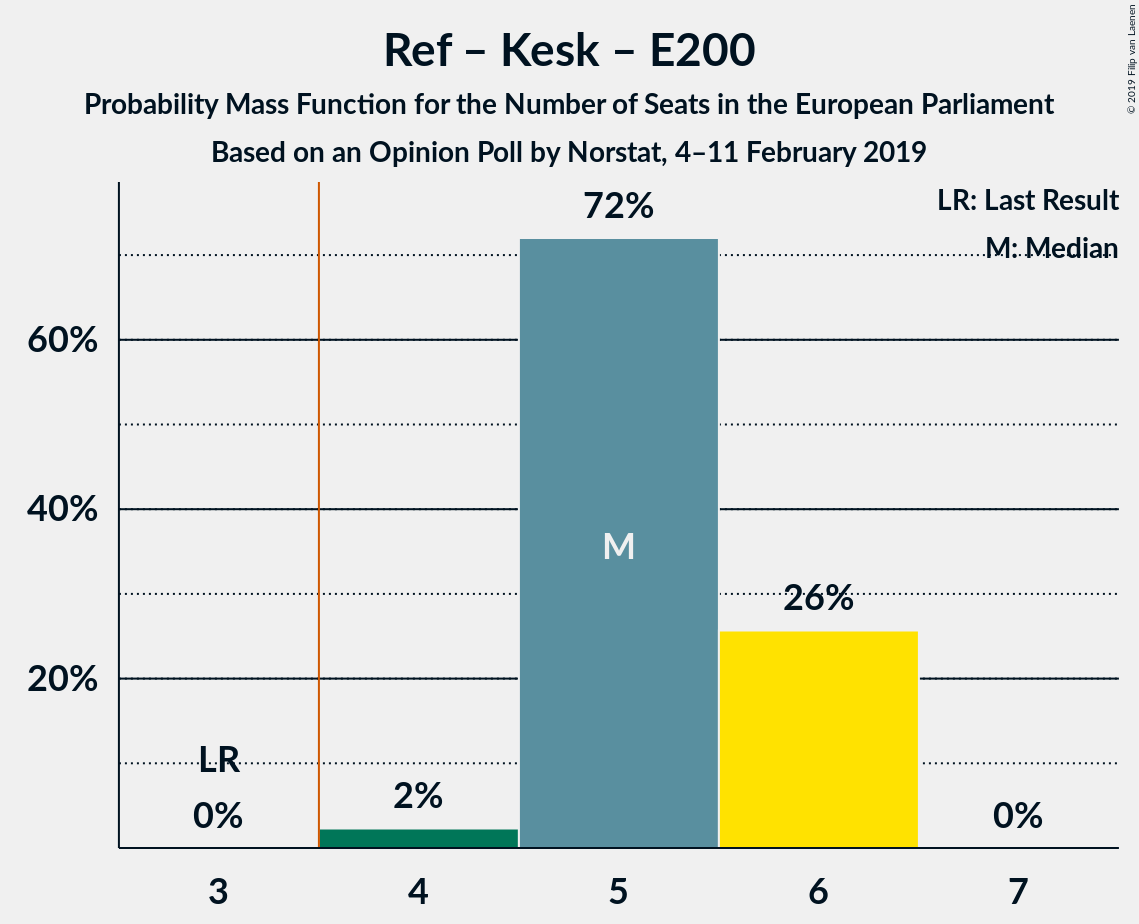 Ref – Kesk – E200
Probability Mass Function for the Number of Seats in the European Parliament
Based on an Opinion Poll by Norstat, 4–11 February 2019
© 2019 Filip van Laenen
LR: Last Result
M: Median
72%
60%
40%
20%
M
26%
LR
0%
2%
0%
3
4
5
6
7